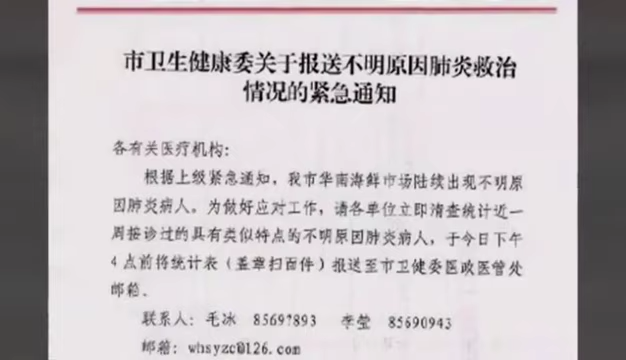 市卫生健康委关于报送不明原因肺炎救治
情况的紧急通知
各有关医疗机构：
根据上级紧急通知，我市华南海鲜市场陆续出现不明原
因肺炎病人。为做好应对工作，请各单位立即清查统计近一
周接诊过的具有类似特点的不明原因肺炎病人，于今日下午
4点前将统计表（盖章扫面件）报送至市卫健委医政医管处
邮箱。
联系人：毛冰 85697893 李莹 85690943
邮箱：whsyzc@126.com